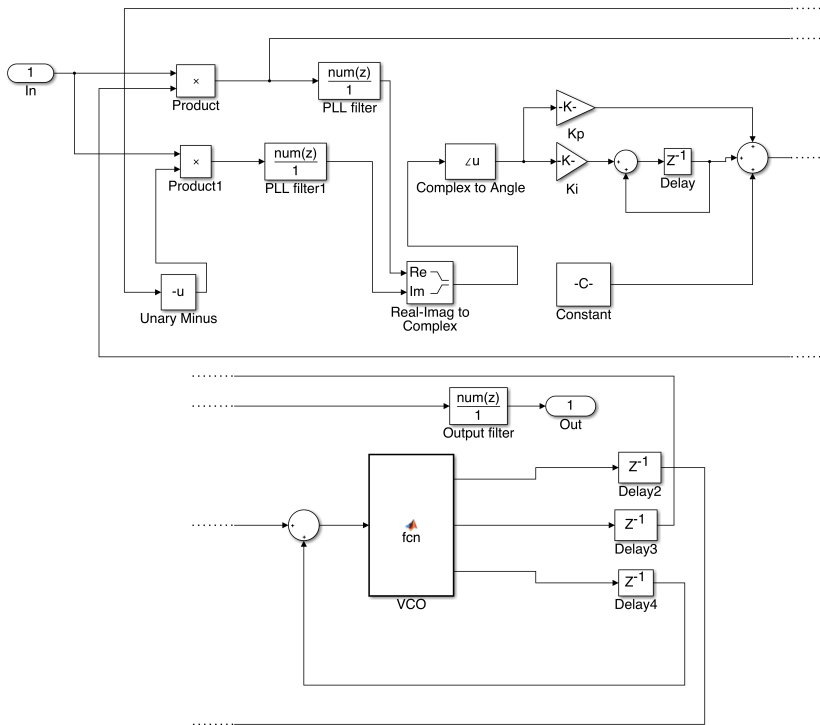 1
In
×
Product
num(z)
1
PLL filter
-K-
Kp
×
Product1
num(z)
1
PLL filter1
∠u
Complex to Angle
-K-
Ki
+
+
Z-1
Delay
+
+
+
-u
Unary Minus
Re
Im
Real-Imag to
Complex
-C-
Constant
num(z)
1
Output filter
1
Out
Z-1
Delay2
+
+
fcn
VCO
Z-1
Delay3
Z-1
Delay4